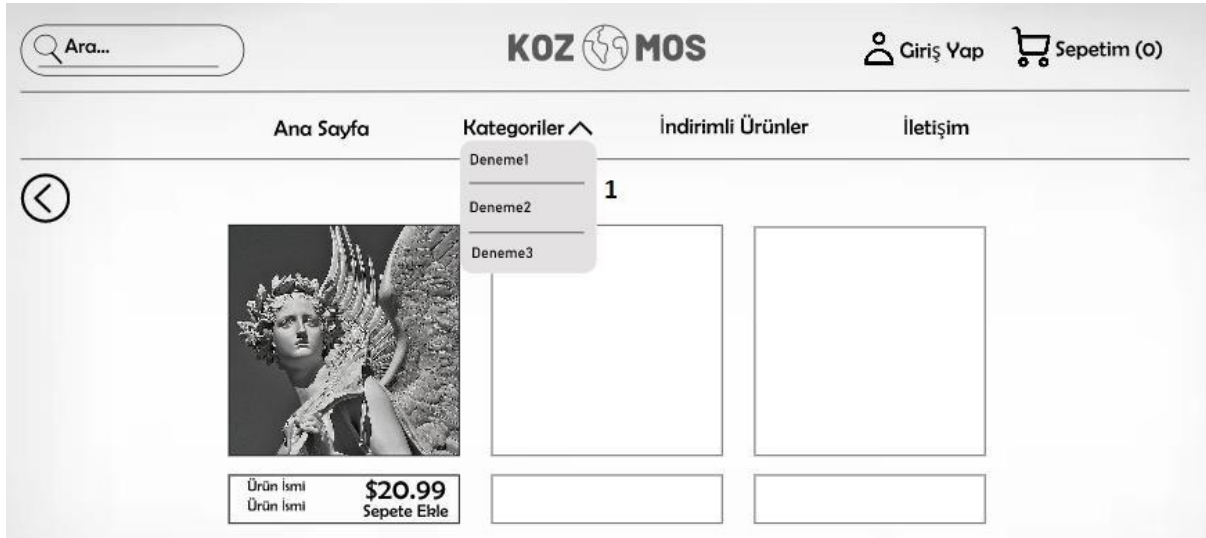 Ara...
KOZ MOS
Giriş Yap
Sepetim (0)
Ana Sayfa
Kategoriler
İndirimli Ürünler
İletişim
Deneme1
1
Deneme2
Deneme3
Ürün İsmi
Ürün İsmi
$20.99
Sepete Ekle